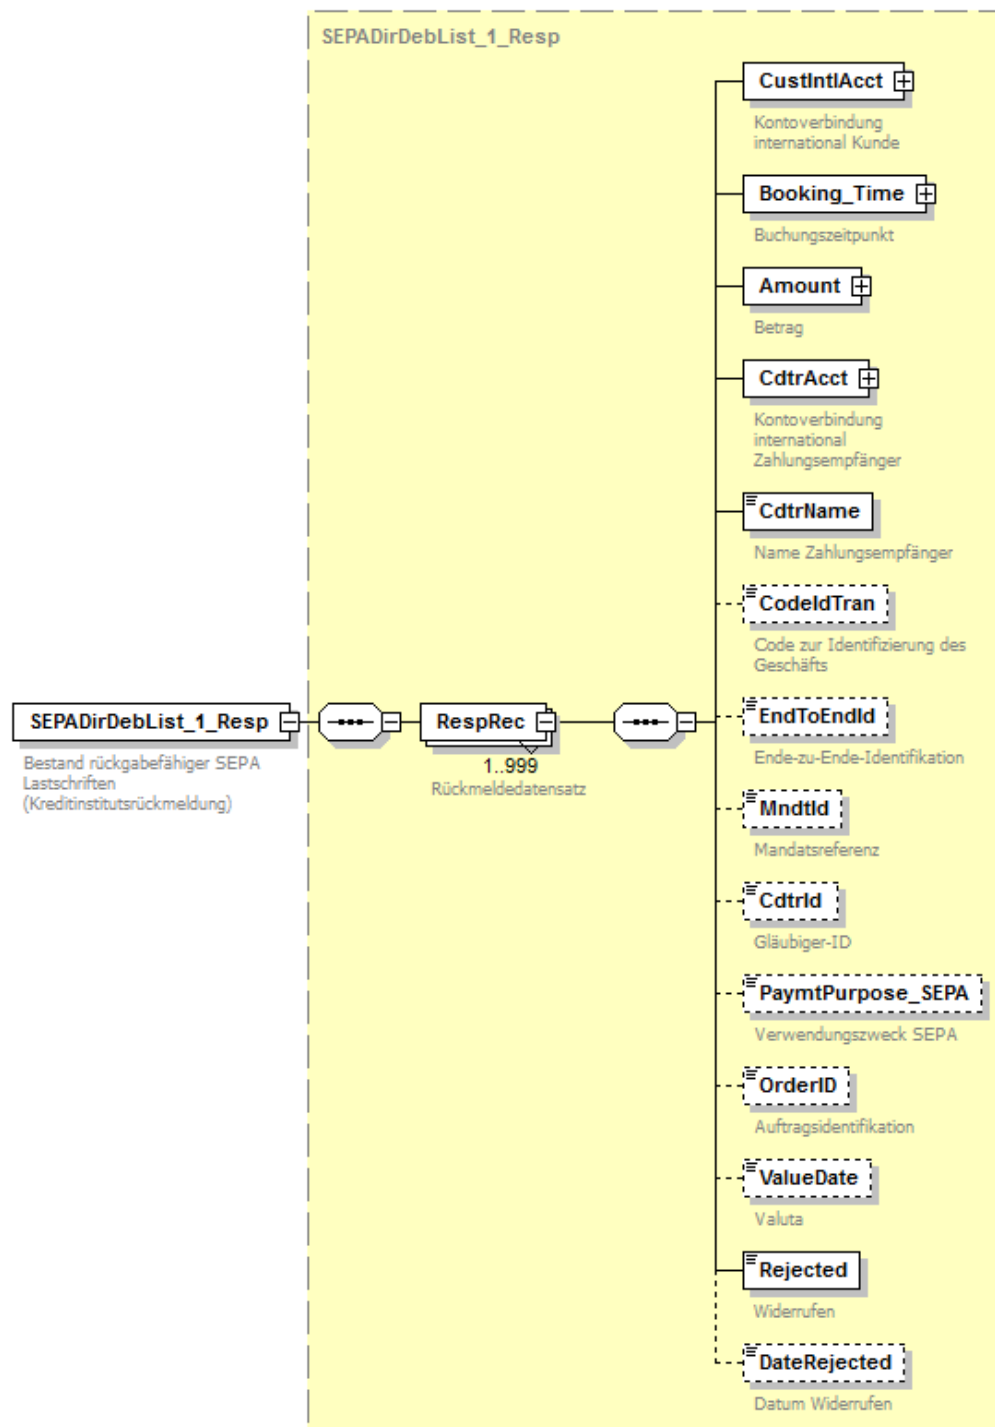 SEPADirDebList_1_Resp
CustIntlAcct
Kontoverbindung
international Kunde
Booking_Time
Buchungszeitpunkt
Amount
Betrag
CdtrAcct
Kontoverbindung
international
Zahlungsempfänger
CdtrName
Name Zahlungsempfänger
CodeIdTran
Code zur Identifizierung des
Geschäfts
SEPADirDebList_1_Resp
Bestand rückgabefähiger SEPA
Lastschriften
(Kreditinstitutsrückmeldung)
RespRec
1..999
Rückmeldedatensatz
EndToEndId
Ende-zu-Ende-Identifikation
MndtId
Mandatsreferenz
CdtrId
Gläubiger-ID
PaymtPurpose_SEPA
Verwendungszweck SEPA
OrderID
Auftragsidentifikation
ValueDate
Valuta
Rejected
Widerrufen
DateRejected
Datum Widerrufen